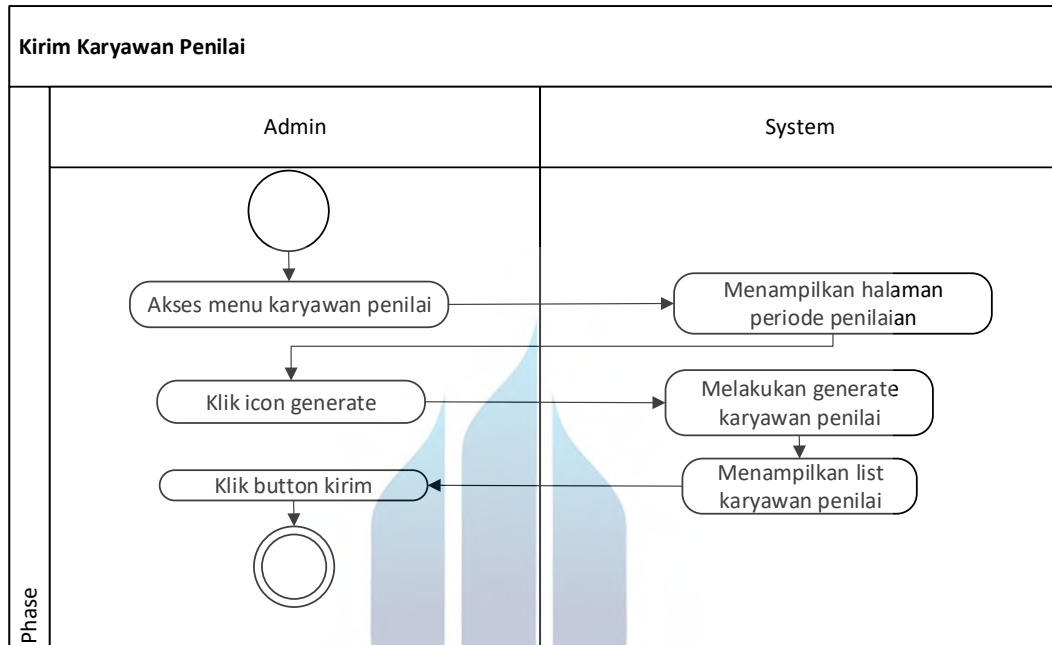 Kirim Karyawan Penilai
Admin
System
Akses menu karyawan penilai
Menampilkan halaman
periode penilaian
Klik icon generate
Melakukan generate
karyawan penilai
Klik button kirim
Menampilkan list
karyawan penilai
Phase